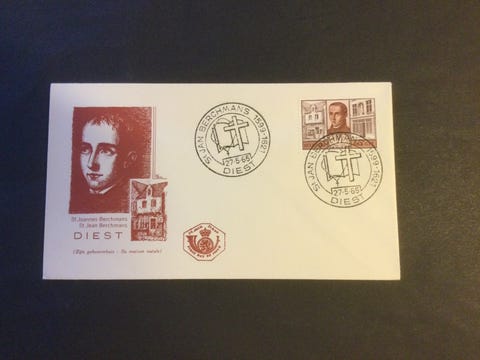 St Joannes Berchmans
St Jean Berchmans
DIEST
(Zijn geboortehuis - Sa maison natale)
ST JAN BERCHMANS 1599-1621
27-5-65
DIEST
ST JAN BERCHMANS 1599-1621
27-5-65
DIEST